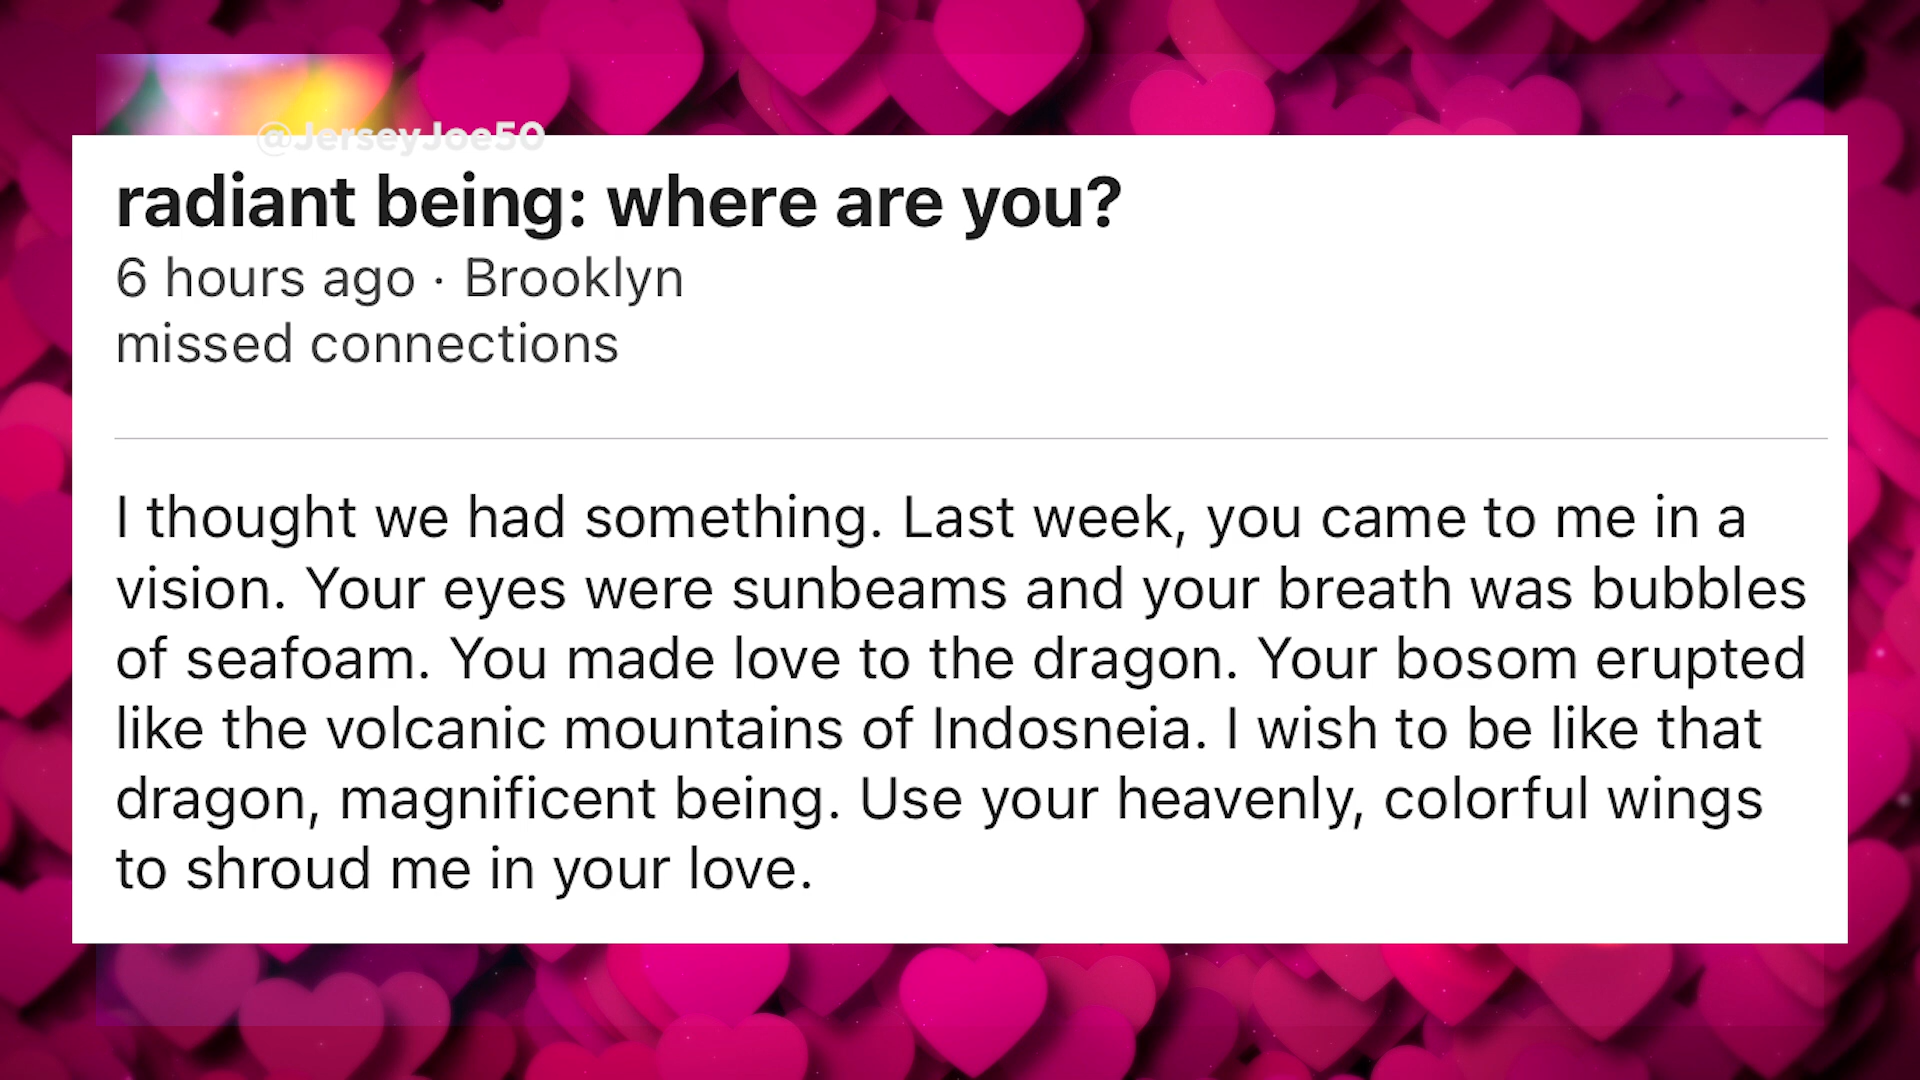 @JerseyJoe50
radiant being: where are you?
6 hours ago · Brooklyn
missed connections
I thought we had something. Last week, you came to me in a
vision. Your eyes were sunbeams and your breath was bubbles
of seafoam. You made love to the dragon. Your bosom erupted
like the volcanic mountains of Indosneia. I wish to be like that
dragon, magnificent being. Use your heavenly, colorful wings
to shroud me in your love.